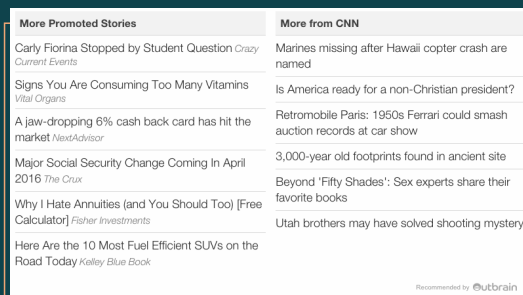 More Promoted Stories
Carly Fiorina Stopped by Student Question Crazy
Current Events
Signs You Are Consuming Too Many Vitamins
Vital Organs
A jaw-dropping 6% cash back card has hit the
market NextAdvisor
Major Social Security Change Coming In April
2016 The Crux
Why I Hate Annuities (and You Should Too) [Free
Calculator] Fisher Investments
Here Are the 10 Most Fuel Efficient SUVs on the
Road Today Kelley Blue Book
More from CNN
Marines missing after Hawaii copter crash are
named
Is America ready for a non-Christian president?
Retromobile Paris: 1950s Ferrari could smash
auction records at car show
3,000-year old footprints found in ancient site
Beyond 'Fifty Shades': Sex experts share their
favorite books
Utah brothers may have solved shooting mystery
Recommended by Outbrain